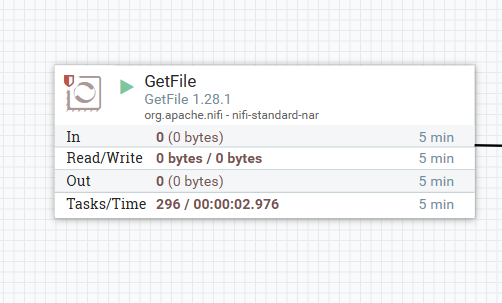 GetFile
GetFile 1.28.1
org.apache.nifi - nifi-standard-nar
In 0 (0 bytes) 5 min
Read/Write 0 bytes / 0 bytes 5 min
Out 0 (0 bytes) 5 min
Tasks/Time 296 / 00:00:02.976 5 min